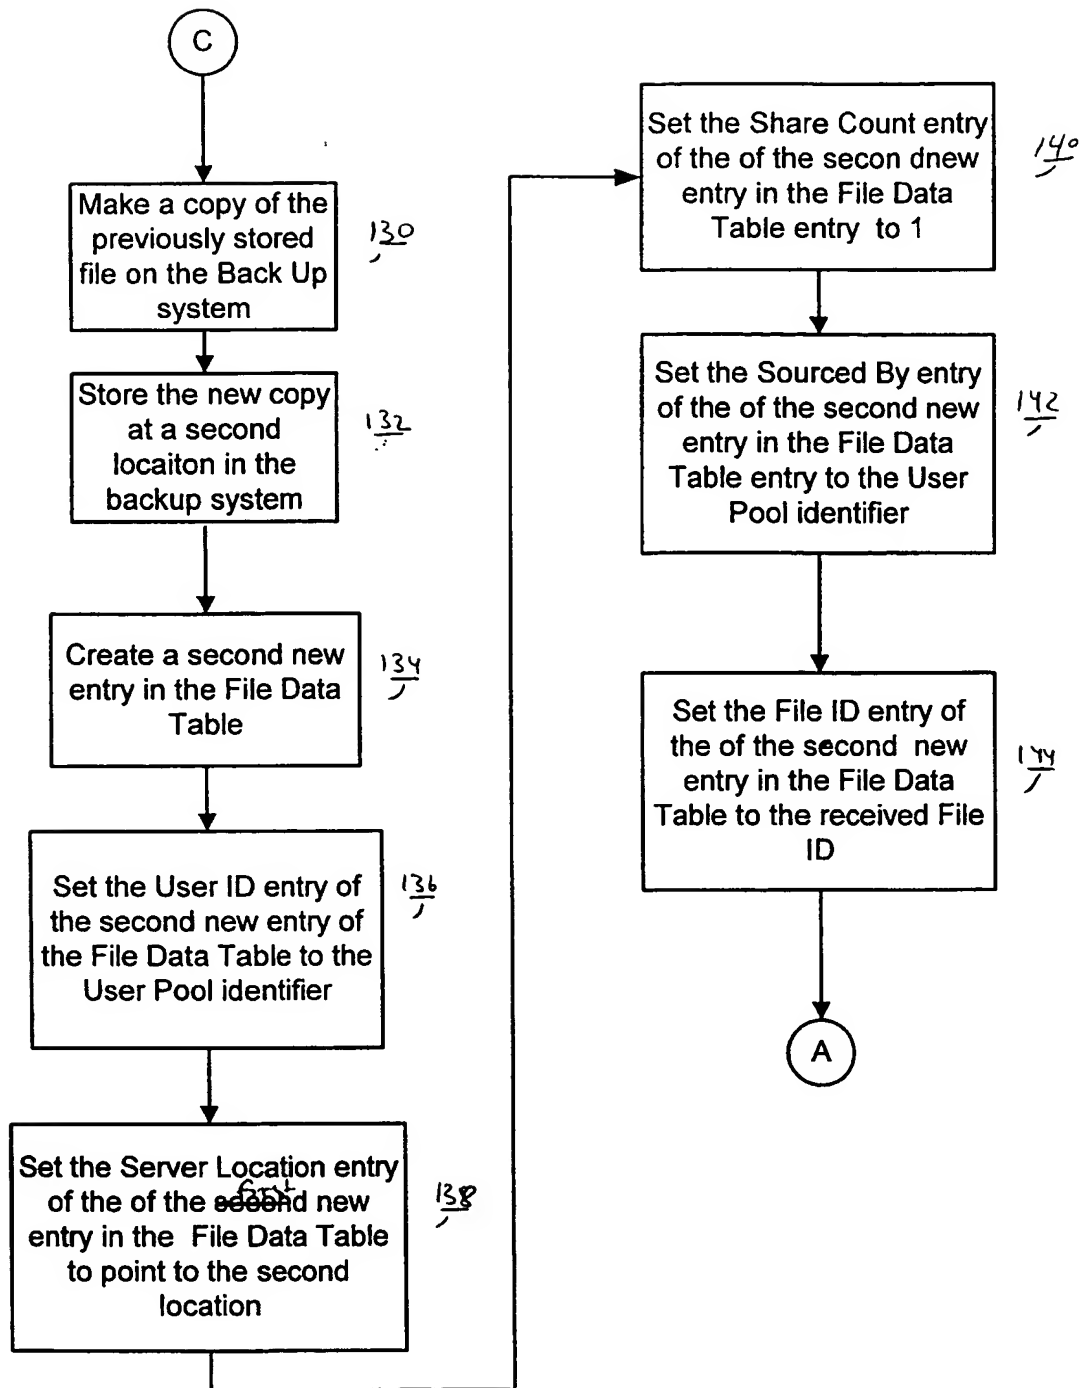 C
Make a copy of the
previously stored
file on the Back Up
system
130
Store the new copy
at a second
locaiton in the
backup system
132
Create a second new
entry in the File Data
Table
134
Set the User ID entry of
the second new entry of
the File Data Table to the
User Pool identifier
136
Set the Server Location entry
first
of the of the second new
entry in the File Data Table
to point to the second
location
138
Set the Share Count entry
of the of the secon dnew
entry in the File Data
Table entry to 1
140
Set the Sourced By entry
of the of the second new
entry in the File Data
Table entry to the User
Pool identifier
142
Set the File ID entry of
the of the second new
entry in the File Data
Table to the received File
ID
144
A